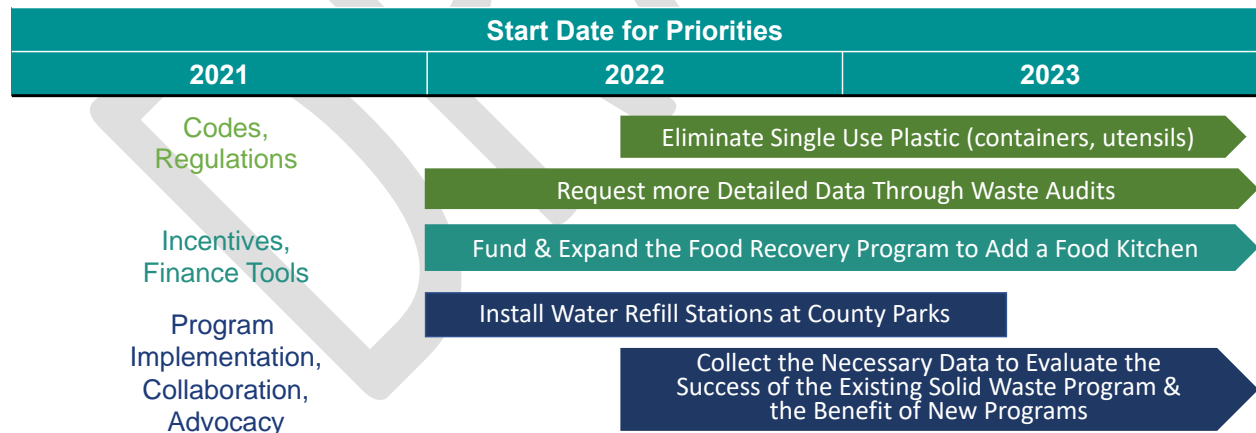 Start Date for Priorities
2021 2022 2023
Codes,
Regulations
Eliminate Single Use Plastic (containers, utensils)
Request more Detailed Data Through Waste Audits
Incentives,
Finance Tools
Fund & Expand the Food Recovery Program to Add a Food Kitchen
Program
Implementation,
Collaboration,
Advocacy
Install Water Refill Stations at County Parks
Collect the Necessary Data to Evaluate the
Success of the Existing Solid Waste Program &
the Benefit of New Programs